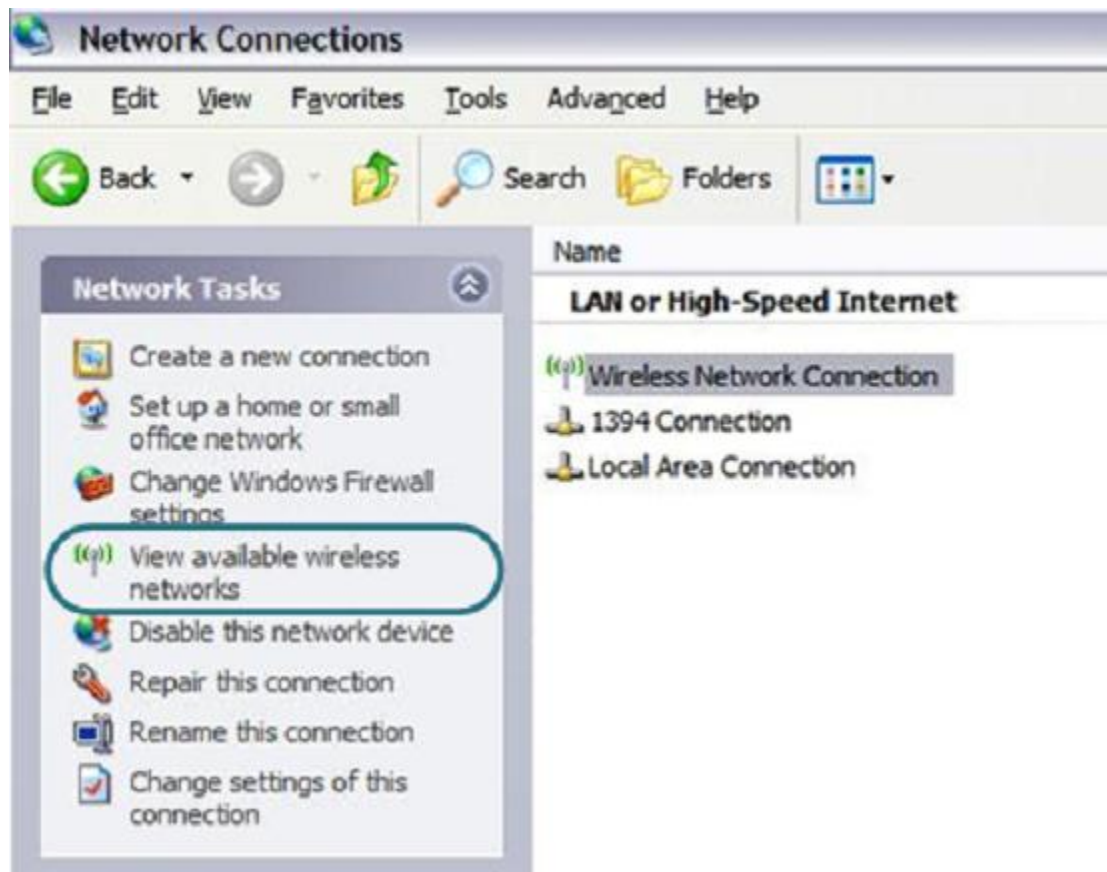 Network Connections
File Edit View Favorites Tools Advanced Help
Back Search Folders
Network Tasks
Create a new connection
Set up a home or small
office network
Change Windows Firewall
settings
View available wireless
networks
Disable this network device
Repair this connection
Rename this connection
Change settings of this
connection
Name
LAN or High-Speed Internet
Wireless Network Connection
1394 Connection
Local Area Connection